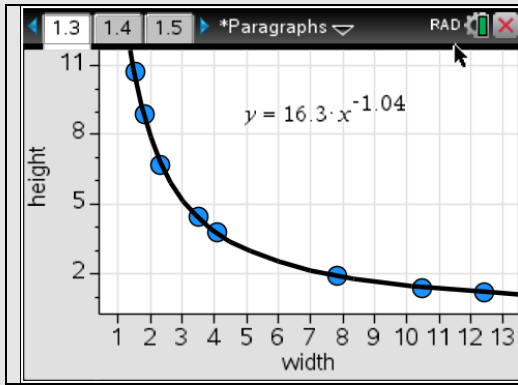 1.3 1.4 1.5 *Paragraphs RAD
11
8
5
2
height
y = 16.3·x^-1.04
1 2 3 4 5 6 7 8 9 10 11 12 13
width